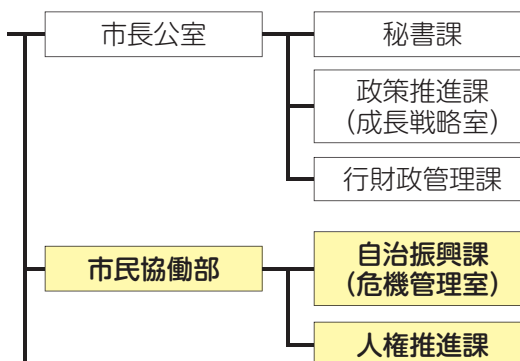 市長公室
秘書課
政策推進課
（成長戦略室）
行財政管理課
市民協働部
自治振興課
（危機管理室）
人権推進課